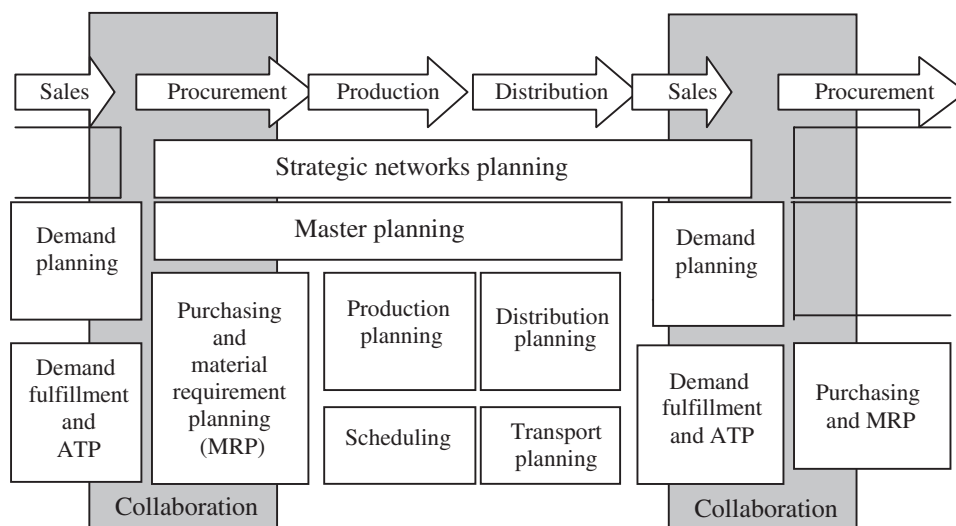 Sales
Procurement
Production
Distribution
Sales
Procurement
Strategic networks planning
Master planning
Demand
planning
Demand
planning
Purchasing
and
material
requirement
planning
(MRP)
Production
planning
Distribution
planning
Demand
fulfillment
and
ATP
Scheduling
Transport
planning
Demand
fulfillment
and ATP
Purchasing
and MRP
Collaboration
Collaboration